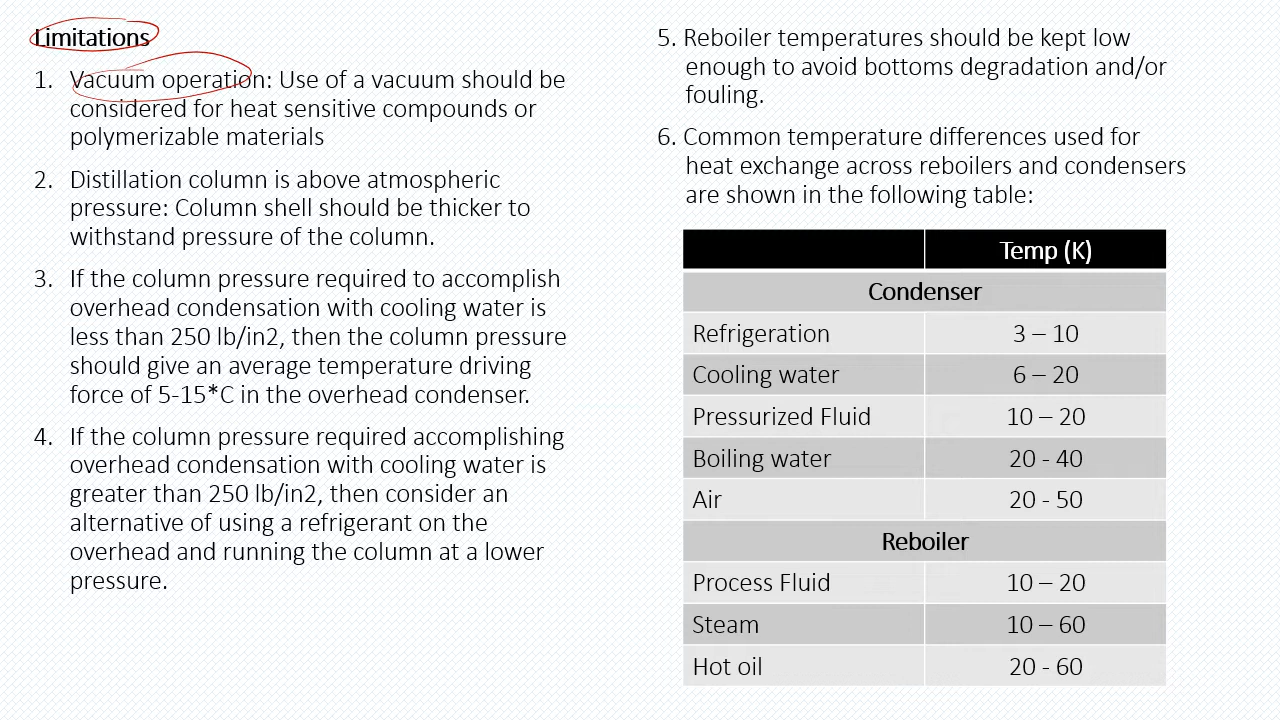 Limitations
1. Vacuum operation: Use of a vacuum should be
considered for heat sensitive compounds or
polymerizable materials
2. Distillation column is above atmospheric
pressure: Column shell should be thicker to
withstand pressure of the column.
3. If the column pressure required to accomplish
overhead condensation with cooling water is
less than 250 lb/in2, then the column pressure
should give an average temperature driving
force of 5-15*C in the overhead condenser.
4. If the column pressure required accomplishing
overhead condensation with cooling water is
greater than 250 lb/in2, then consider an
alternative of using a refrigerant on the
overhead and running the column at a lower
pressure.
5. Reboiler temperatures should be kept low
enough to avoid bottoms degradation and/or
fouling.
6. Common temperature differences used for
heat exchange across reboilers and condensers
are shown in the following table:
Temp (K)
Condenser
Refrigeration 3 – 10
Cooling water 6 – 20
Pressurized Fluid 10 – 20
Boiling water 20 - 40
Air 20 - 50
Reboiler
Process Fluid 10 – 20
Steam 10 – 60
Hot oil 20 - 60